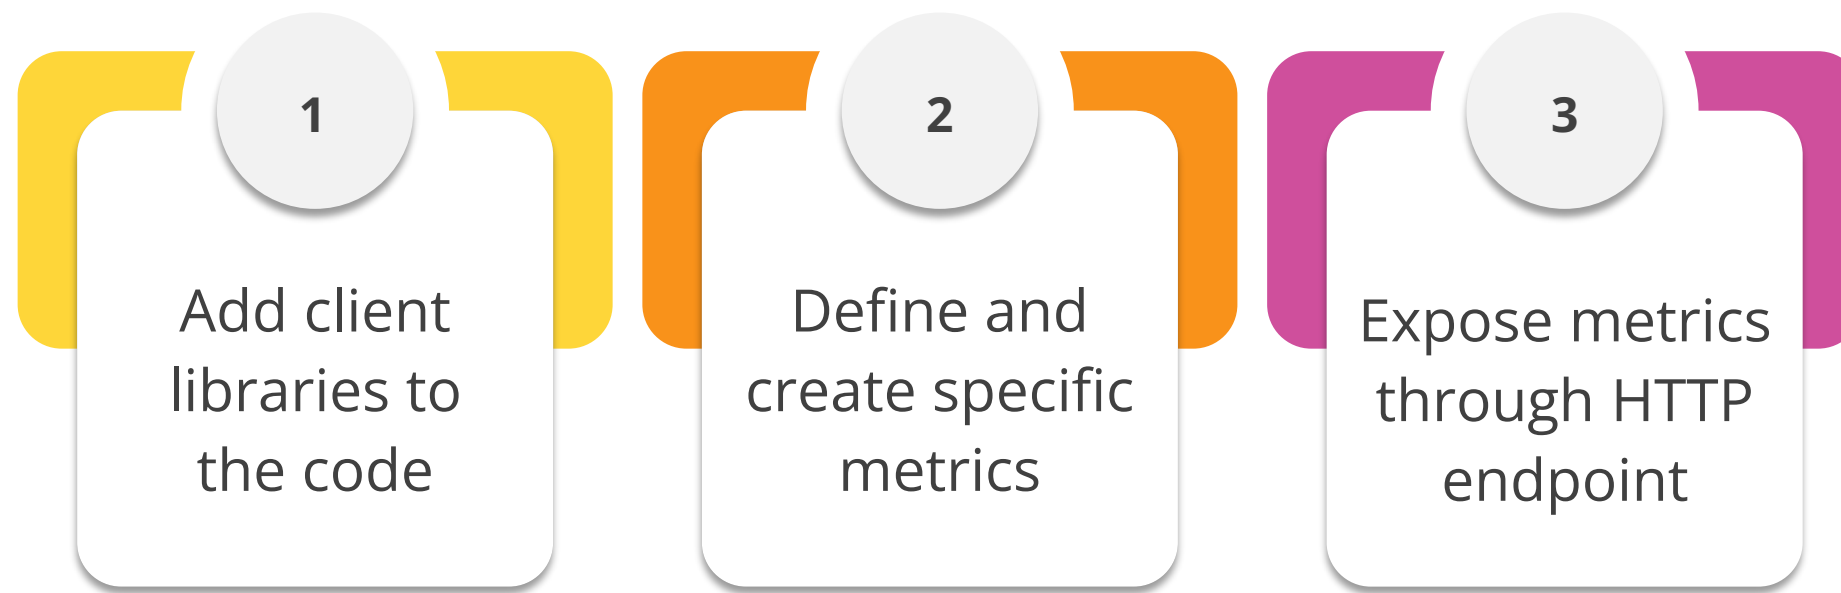 1
Add client
libraries to
the code
2
Define and
create specific
metrics
3
Expose metrics
through HTTP
endpoint